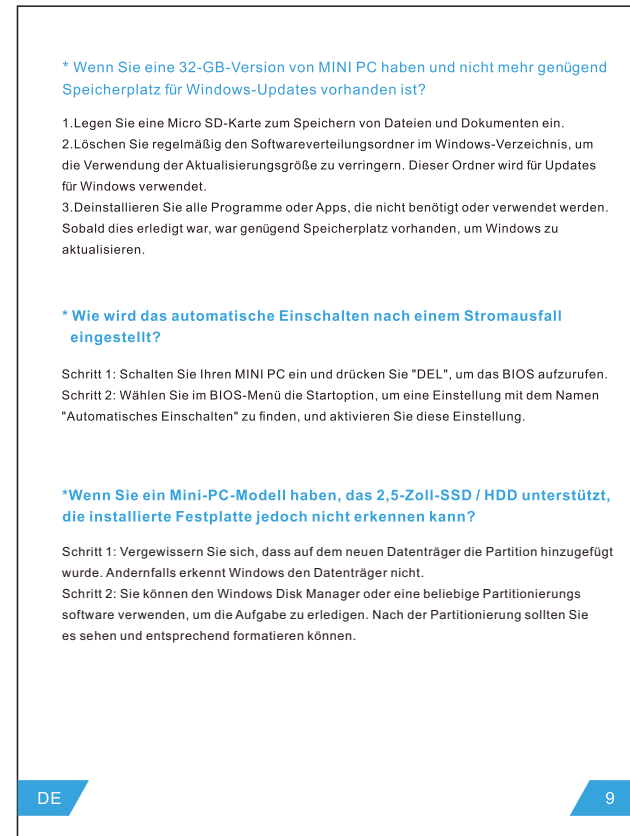 * Wenn Sie eine 32-GB-Version von MINI PC haben und nicht mehr genügend
Speicherplatz für Windows-Updates vorhanden ist?
1.Legen Sie eine Micro SD-Karte zum Speichern von Dateien und Dokumenten ein.
2.Löschen Sie regelmäßig den Softwareverteilungsordner im Windows-Verzeichnis, um
die Verwendung der Aktualisierungsgröße zu verringern. Dieser Ordner wird für Updates
für Windows verwendet.
3.Deinstallieren Sie alle Programme oder Apps, die nicht benötigt oder verwendet werden.
Sobald dies erledigt war, war genügend Speicherplatz vorhanden, um Windows zu
aktualisieren.
* Wie wird das automatische Einschalten nach einem Stromausfall
eingestellt?
Schritt 1: Schalten Sie Ihren MINI PC ein und drücken Sie "DEL", um das BIOS aufzurufen.
Schritt 2: Wählen Sie im BIOS-Menü die Startoption, um eine Einstellung mit dem Namen
"Automatisches Einschalten" zu finden, und aktivieren Sie diese Einstellung.
*Wenn Sie ein Mini-PC-Modell haben, das 2,5-Zoll-SSD / HDD unterstützt,
die installierte Festplatte jedoch nicht erkennen kann?
Schritt 1: Vergewissern Sie sich, dass auf dem neuen Datenträger die Partition hinzugefügt
wurde. Andernfalls erkennt Windows den Datenträger nicht.
Schritt 2: Sie können den Windows Disk Manager oder eine beliebige Partitionierungs
software verwenden, um die Aufgabe zu erledigen. Nach der Partitionierung sollten Sie
es sehen und entsprechend formatieren können.
DE
9